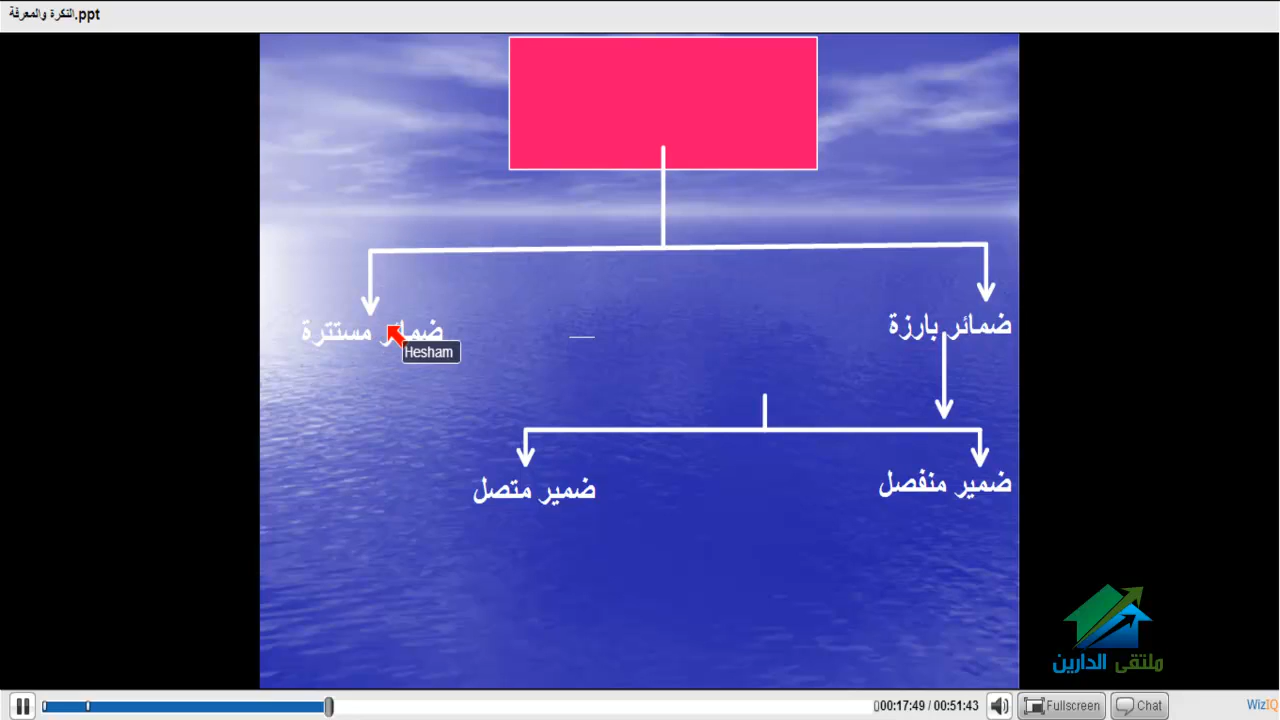 النكرة والمعرفة.ppt
ضمائر بارزة
ضمائر مستترة
Hesham
ضمير منفصل
ضمير متصل
ملتقى الدارين
00:17:49 / 00:51:43
Fullscreen
Chat
WizIQ